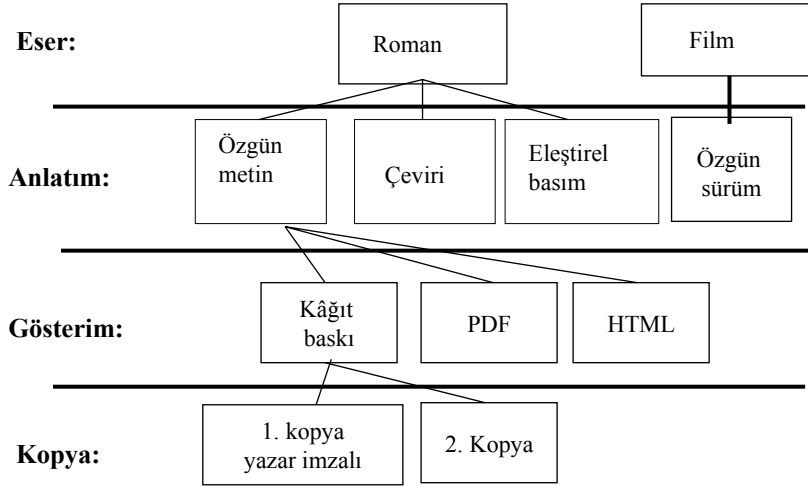 Eser:
Roman
Film
Anlatım:
Özgün
metin
Çeviri
Eleştirel
basım
Özgün
sürüm
Gösterim:
Kâğıt
baskı
PDF
HTML
Kopya:
1. kopya
yazar imzalı
2. Kopya